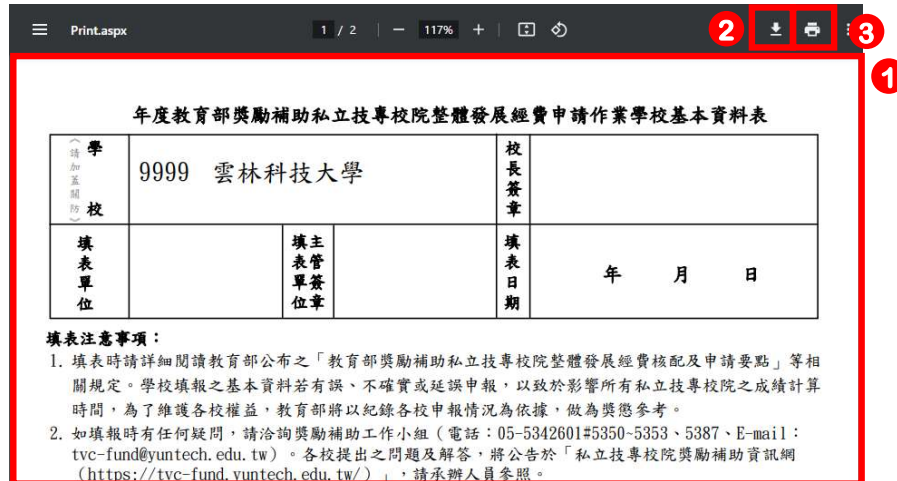 Print.aspx 1 / 2 | − 117% + |
2
3
1
年度教育部獎勵補助私立技專校院整體發展經費申請作業學校基本資料表
學校
（請加蓋關防）
9999 雲林科技大學
校長簽章
填表單位
填表單位
主管簽章
填表日期
年 月 日
填表注意事項：
1. 填表時請詳細閱讀教育部公布之「教育部獎勵補助私立技專校院整體發展經費核配及申請要點」等相
關規定。學校填報之基本資料若有誤、不確實或延誤申報，以致於影響所有私立技專校院之成績計算
時間，為了維護各校權益，教育部將以紀錄各校申報情況為依據，做為獎懲參考。
2. 如填報時有任何疑問，請洽詢獎勵補助工作小組（電話：05-5342601#5350~5353、5387、E-mail：
tvc-fund@yuntech.edu.tw）。各校提出之問題及解答，將公告於「私立技專校院獎勵補助資訊網
（https://tvc-fund.yuntech.edu.tw/）」，請承辦人員參照。